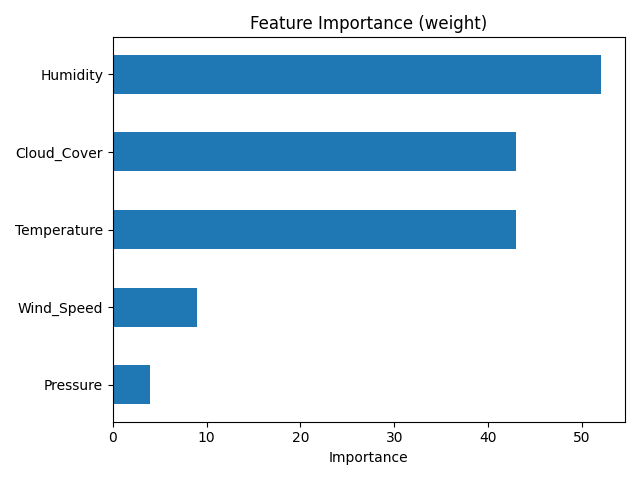 Feature Importance (weight)
Humidity
Cloud_Cover
Temperature
Wind_Speed
Pressure
0 10 20 30 40 50
Importance